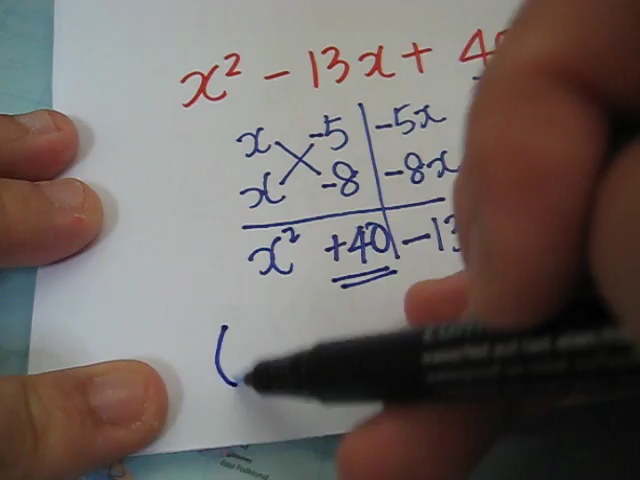 x² - 13x + 4
x -5 -5x
x -8 -8x
x² +40 -13
(